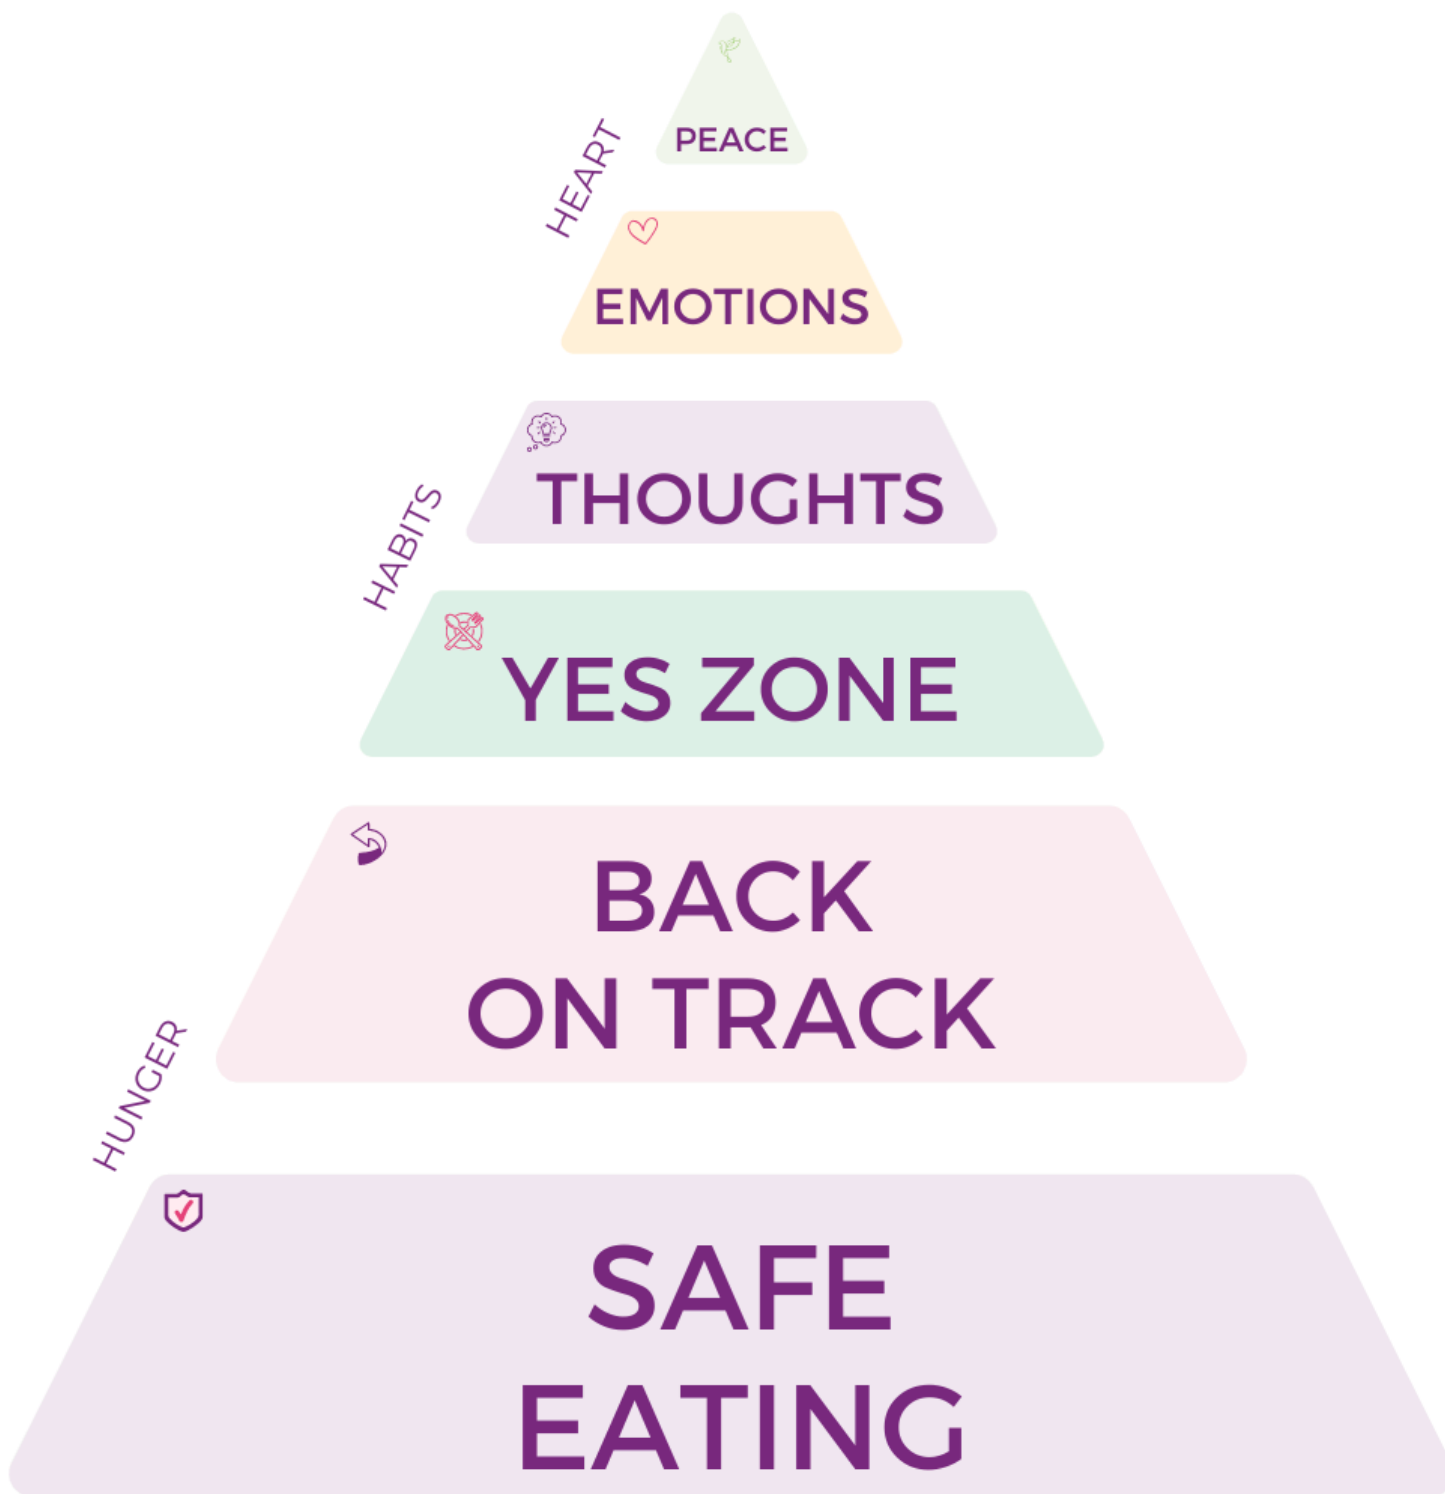 PEACE
HEART
EMOTIONS
THOUGHTS
HABITS
YES ZONE
BACK
ON TRACK
HUNGER
SAFE
EATING